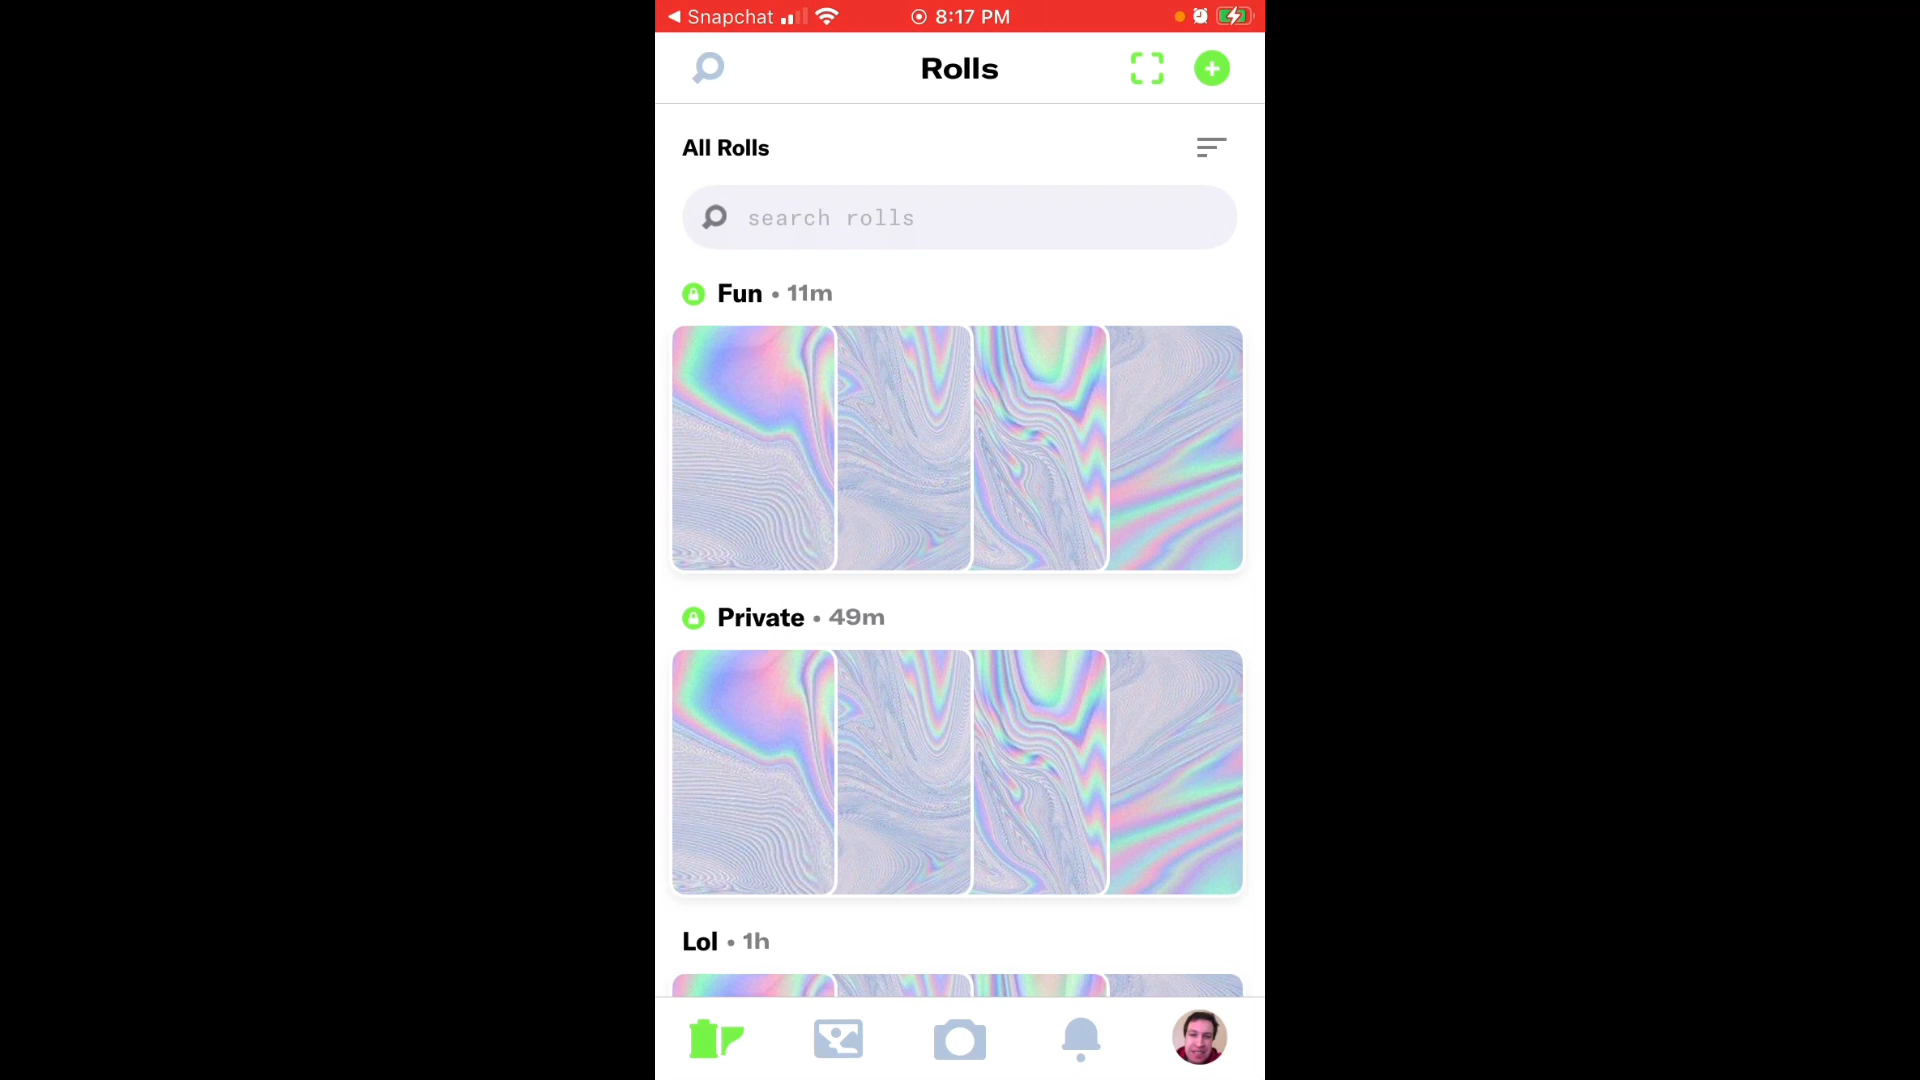 ◀ Snapchat 8:17 PM
Rolls
All Rolls
search rolls
Fun • 11m
Private • 49m
Lol • 1h